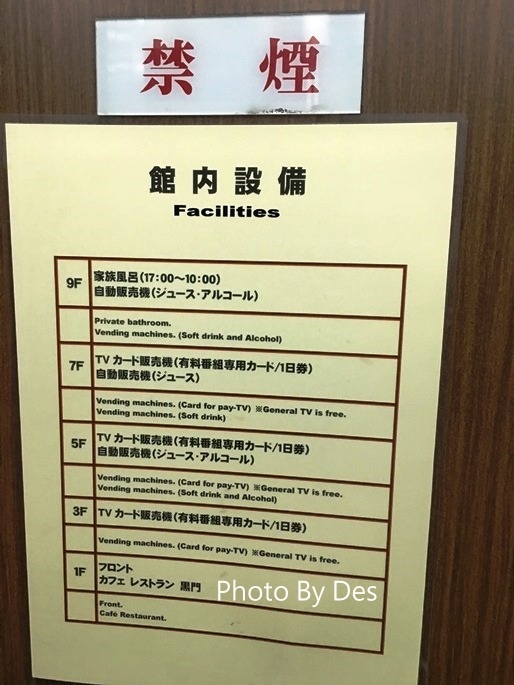 禁 煙
館内設備
Facilities
9F
家族風呂(17:00～10:00)
自動販売機(ジュース・アルコール)
Private bathroom.
Vending machines. (Soft drink and Alcohol)
7F
TV カード販売機(有料番組専用カード/1日券)
自動販売機(ジュース)
Vending machines. (Card for pay-TV) ※General TV is free.
Vending machines. (Soft drink)
5F
TV カード販売機(有料番組専用カード/1日券)
自動販売機(ジュース・アルコール)
Vending machines. (Card for pay-TV) ※General TV is free.
Vending machines. (Soft drink and Alcohol)
3F
TV カード販売機(有料番組専用カード/1日券)
Vending machines. (Card for pay-TV) ※General TV is free.
1F
フロント
カフェ レストラン 黒門
Front.
Café Restaurant.
Photo By Des